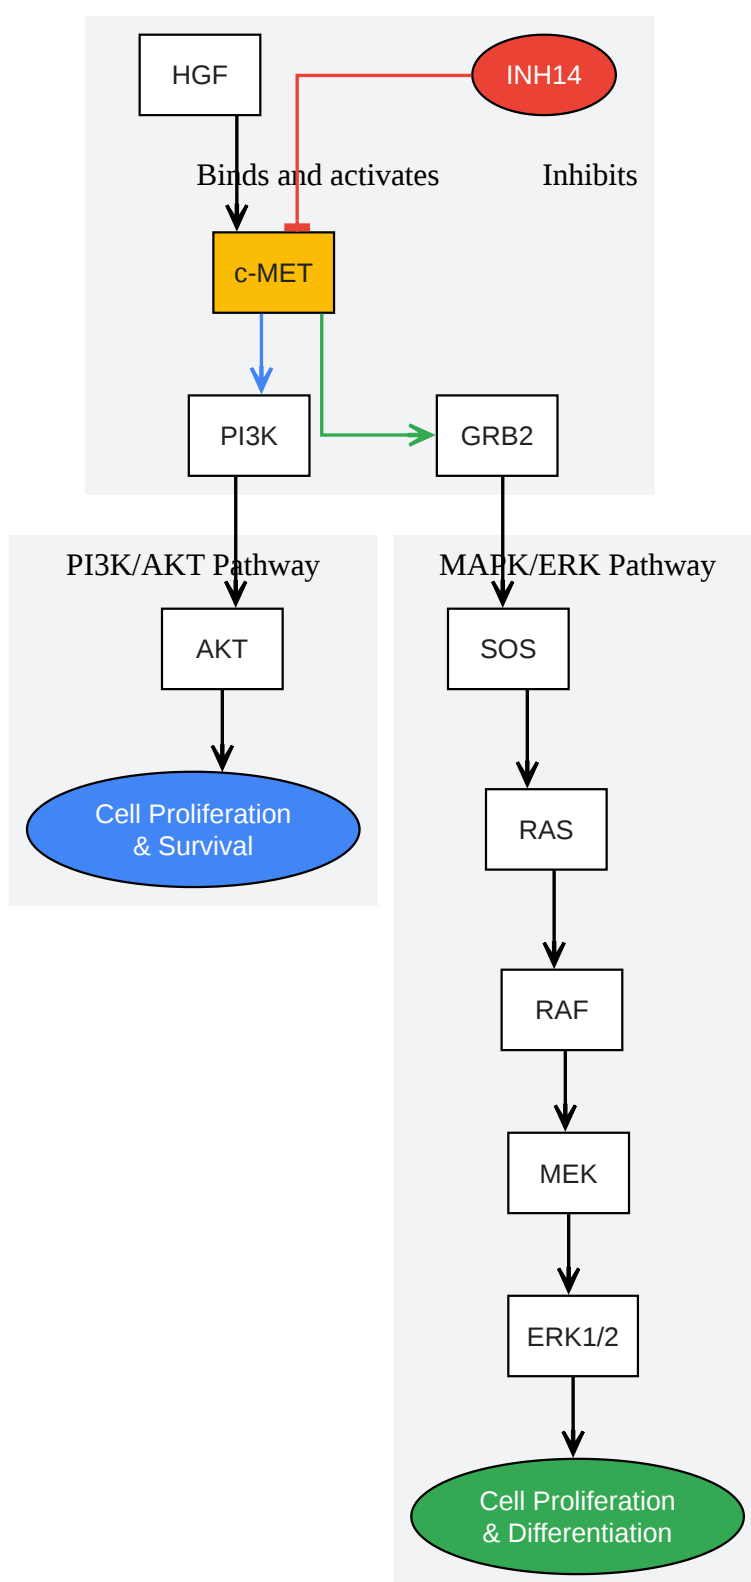 HGF
INH14
Binds and activates
Inhibits
c-MET
PI3K
GRB2
PI3K/AKT Pathway
MAPK/ERK Pathway
AKT
SOS
Cell Proliferation
& Survival
RAS
RAF
MEK
ERK1/2
Cell Proliferation
& Differentiation